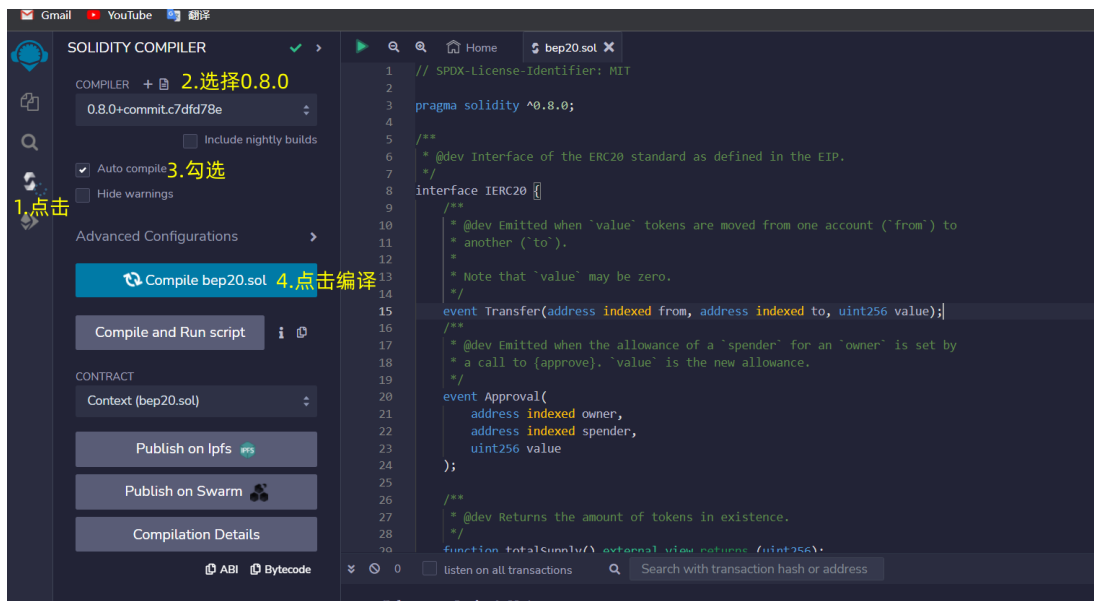 Gmail YouTube 翻译
SOLIDITY COMPILER
COMPILER
2.选择0.8.0
0.8.0+commit.c7dfd78e
Include nightly builds
Auto compile
3.勾选
Hide warnings
1.点击
Advanced Configurations
Compile bep20.sol
4.点击编译
Compile and Run script
i
CONTRACT
Context (bep20.sol)
Publish on Ipfs
IPFS
Publish on Swarm
Compilation Details
ABI Bytecode
Home bep20.sol
1 // SPDX-License-Identifier: MIT
2
3 pragma solidity ^0.8.0;
4
5 /**
6 * @dev Interface of the ERC20 standard as defined in the EIP.
7 */
8 interface IERC20 {
9 /**
10 * @dev Emitted when `value` tokens are moved from one account (`from`) to
11 * another (`to`).
12 *
13 * Note that `value` may be zero.
14 */
15 event Transfer(address indexed from, address indexed to, uint256 value);
16 /**
17 * @dev Emitted when the allowance of a `spender` for an `owner` is set by
18 * a call to {approve}. `value` is the new allowance.
19 */
20 event Approval(
21 address indexed owner,
22 address indexed spender,
23 uint256 value
24 );
25
26 /**
27 * @dev Returns the amount of tokens in existence.
28 */
29 function totalSupply() external view returns (uint256);
0 listen on all transactions Search with transaction hash or address